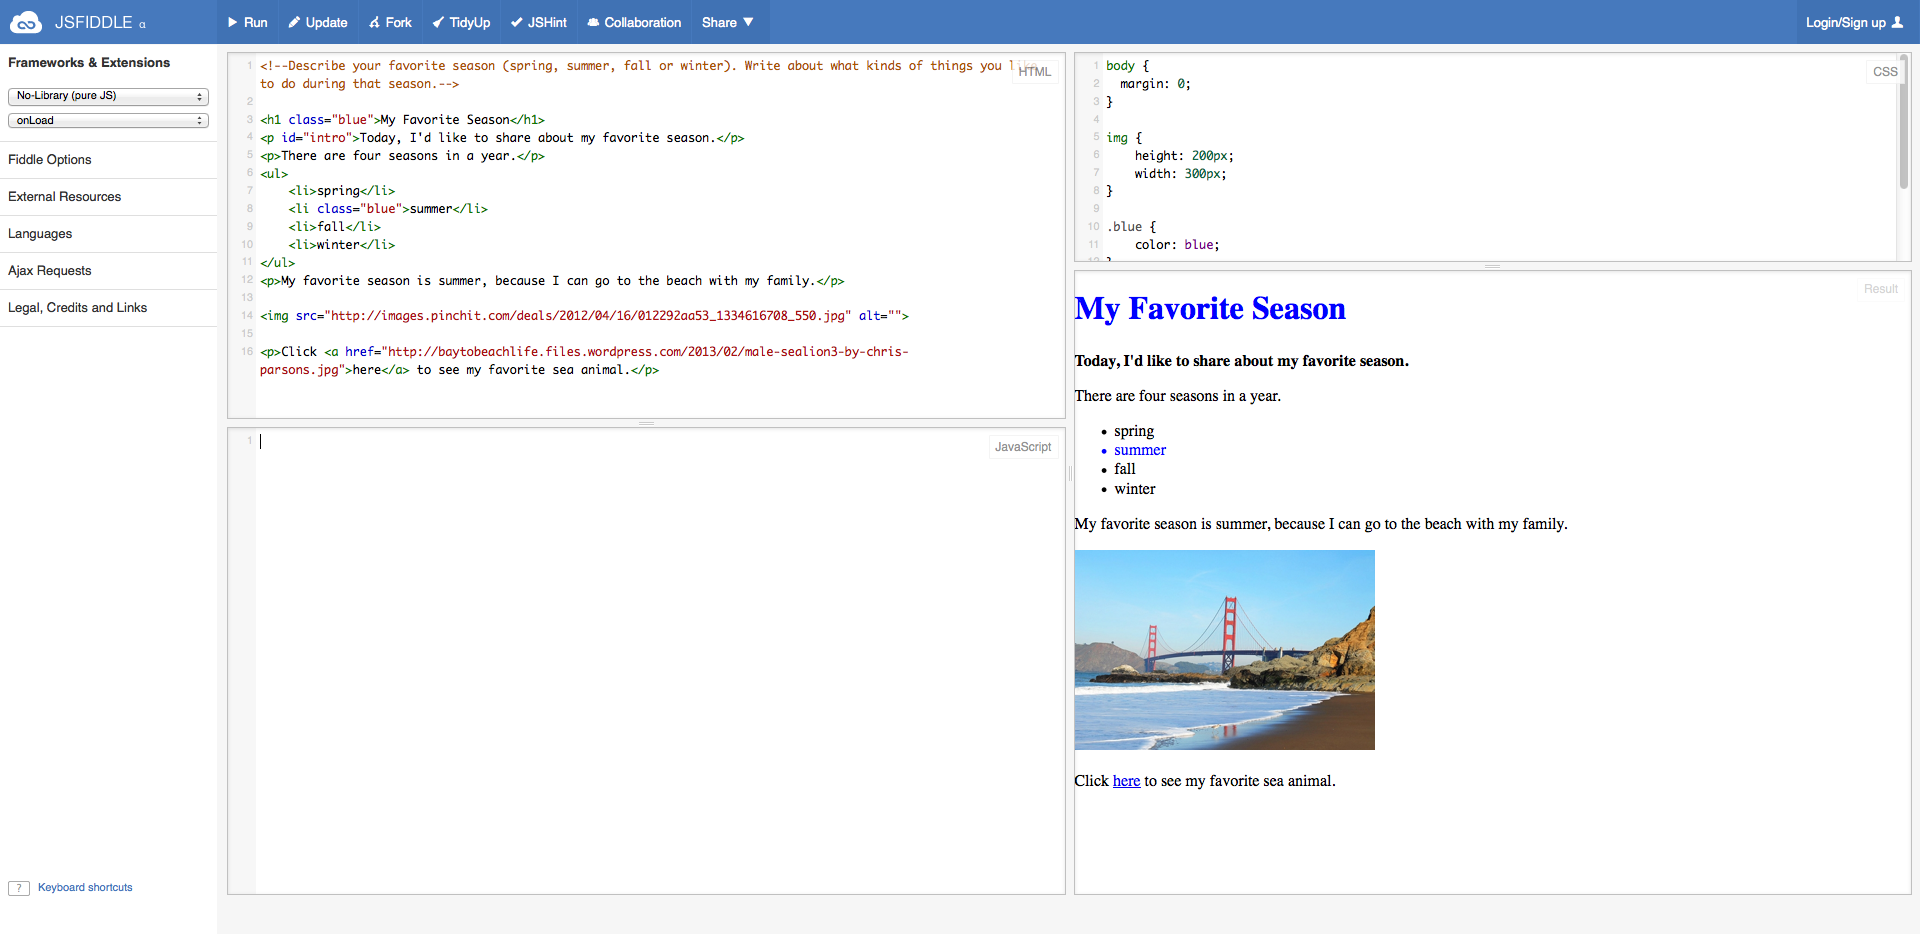 JSFIDDLE α
Run Update Fork TidyUp JSHint Collaboration Share ▼ Login/Sign up
Frameworks & Extensions
No-Library (pure JS)
onLoad
Fiddle Options
External Resources
Languages
Ajax Requests
Legal, Credits and Links
? Keyboard shortcuts
HTML
1 <!--Describe your favorite season (spring, summer, fall or winter). Write about what kinds of things you
to do during that season.-->
2
3 <h1 class="blue">My Favorite Season</h1>
4 <p id="intro">Today, I'd like to share about my favorite season.</p>
5 <p>There are four seasons in a year.</p>
6 <ul>
7 <li>spring</li>
8 <li class="blue">summer</li>
9 <li>fall</li>
10 <li>winter</li>
11 </ul>
12 <p>My favorite season is summer, because I can go to the beach with my family.</p>
13
14 <img src="http://images.pinchit.com/deals/2012/04/16/012292aa53_1334616708_550.jpg" alt="">
15
16 <p>Click <a href="http://baytobeachlife.files.wordpress.com/2013/02/male-sealion3-by-chris-
parsons.jpg">here</a> to see my favorite sea animal.</p>
1
JavaScript
CSS
1 body {
2 margin: 0;
3 }
4
5 img {
6 height: 200px;
7 width: 300px;
8 }
9
10 .blue {
11 color: blue;
Result
My Favorite Season
Today, I'd like to share about my favorite season.
There are four seasons in a year.
• spring
• summer
• fall
• winter
My favorite season is summer, because I can go to the beach with my family.
Click here to see my favorite sea animal.